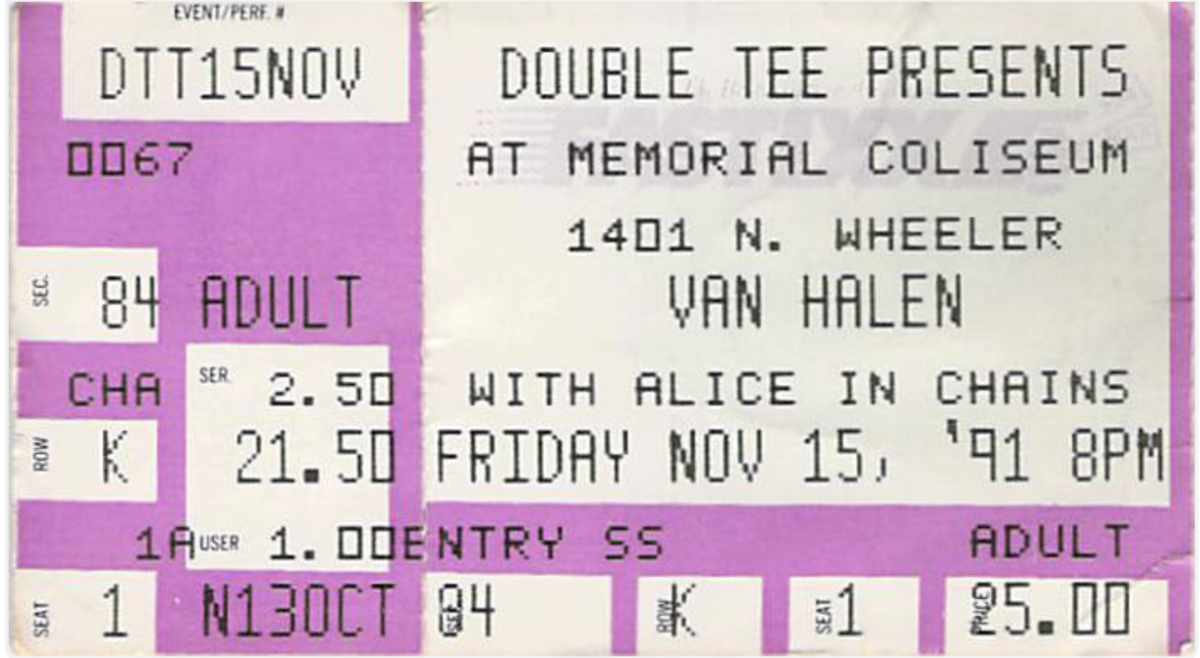 EVENT/PERF. #
DTT15NOV
0067
SEC. 84 ADULT
CHA SER. 2.50
ROW K 21.50
1A USER 1.00
SEAT 1 N13OCT
DOUBLE TEE PRESENTS
AT MEMORIAL COLISEUM
1401 N. WHEELER
VAN HALEN
WITH ALICE IN CHAINS
FRIDAY NOV 15, '91 8PM
ENTRY SS ADULT
SEC. 84 ROW K SEAT 1 PRICE 25.00